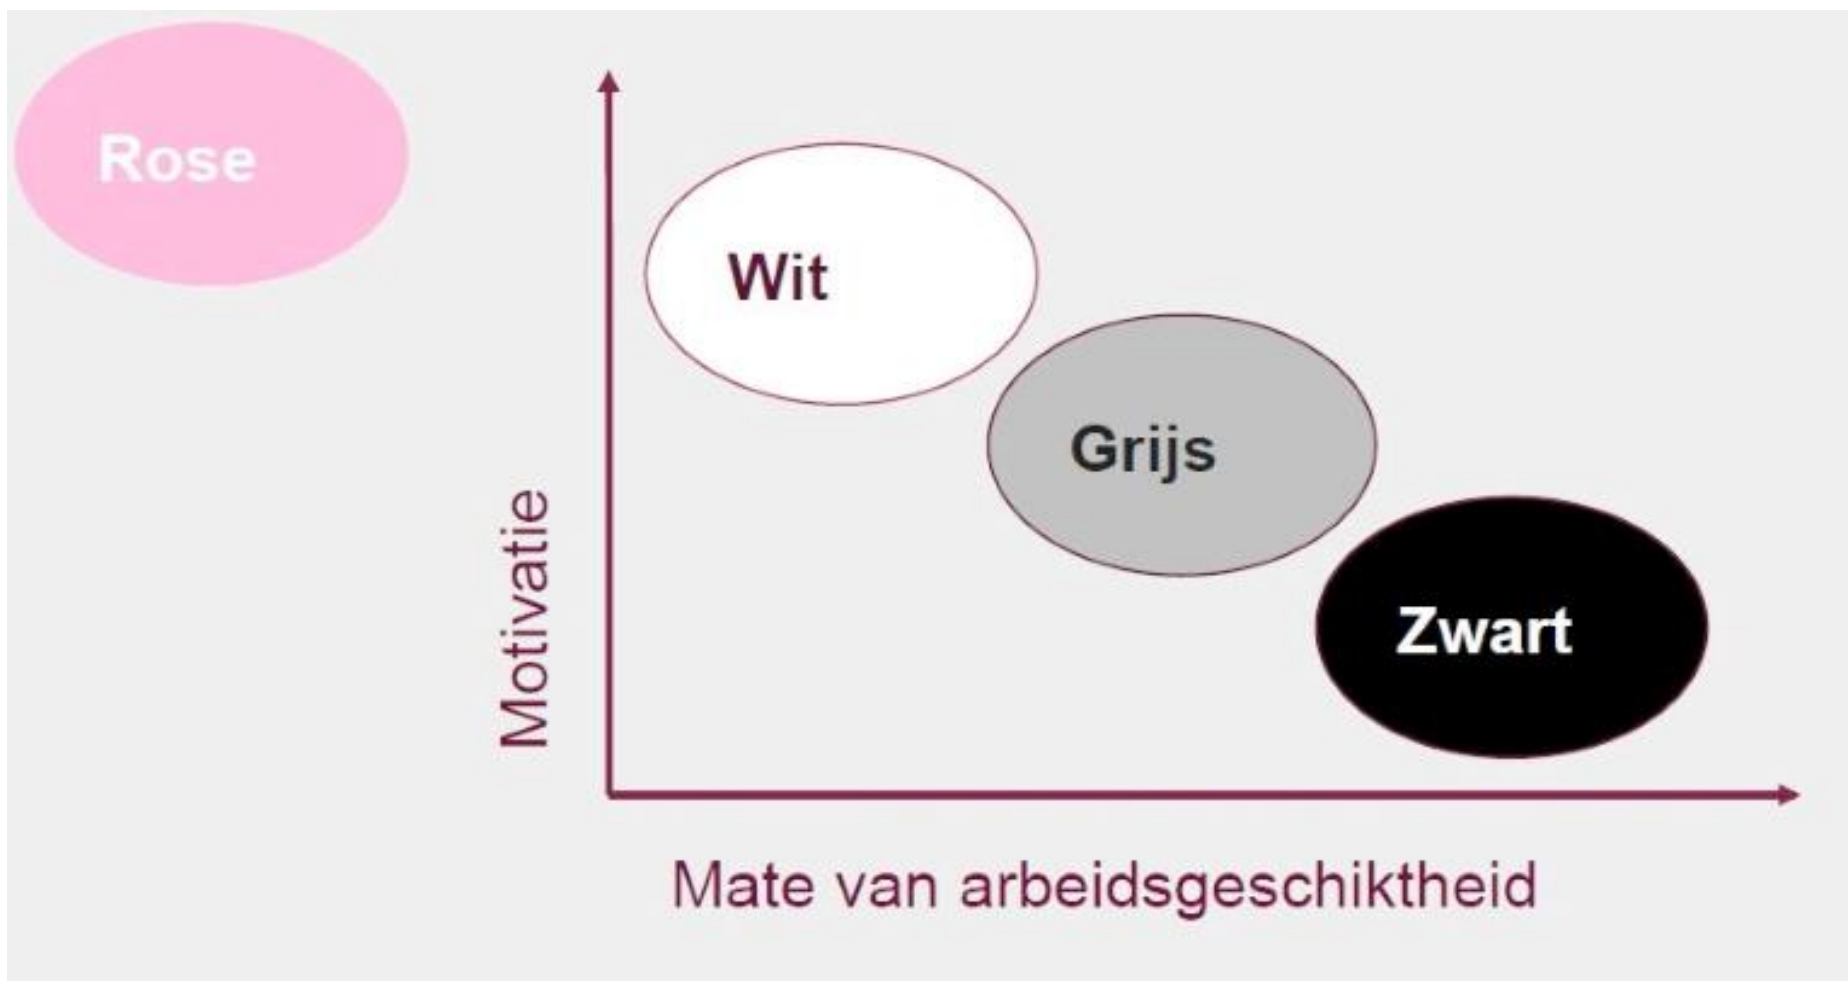 Rose
Wit
Grijs
Zwart
Motivatie
Mate van arbeidsgeschiktheid